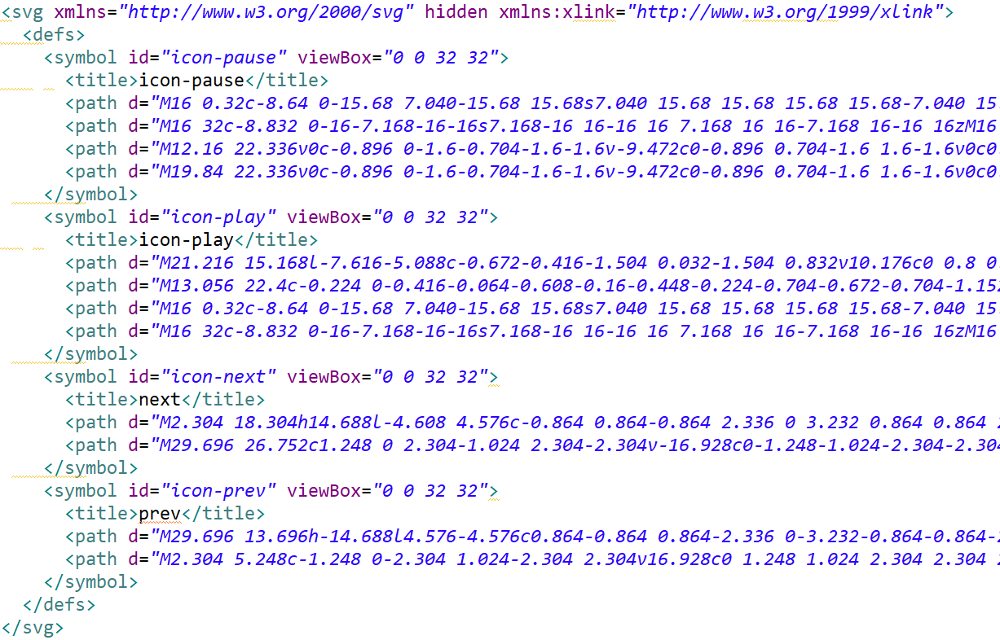 <svg xmlns="http://www.w3.org/2000/svg" hidden xmlns:xlink="http://www.w3.org/1999/xlink">
<defs>
<symbol id="icon-pause" viewBox="0 0 32 32">
<title>icon-pause</title>
<path d="M16 0.32c-8.64 0-15.68 7.040-15.68 15.68s7.040 15.68 15.68 15.68 15.68-7.040 15
<path d="M16 32c-8.832 0-16-7.168-16-16s7.168-16 16-16 16 7.168 16 16-7.168 16-16 16zM16
<path d="M12.16 22.336v0c-0.896 0-1.6-0.704-1.6-1.6v-9.472c0-0.896 0.704-1.6 1.6-1.6v0c0
<path d="M19.84 22.336v0c-0.896 0-1.6-0.704-1.6-1.6v-9.472c0-0.896 0.704-1.6 1.6-1.6v0c0
</symbol>
<symbol id="icon-play" viewBox="0 0 32 32">
<title>icon-play</title>
<path d="M21.216 15.168l-7.616-5.088c-0.672-0.416-1.504 0.032-1.504 0.832v10.176c0 0.8 0
<path d="M13.056 22.4c-0.224 0-0.416-0.064-0.608-0.16-0.448-0.224-0.704-0.672-0.704-1.152
<path d="M16 0.32c-8.64 0-15.68 7.040-15.68 15.68s7.040 15.68 15.68 15.68 15.68-7.040 15
<path d="M16 32c-8.832 0-16-7.168-16-16s7.168-16 16-16 16 7.168 16 16-7.168 16-16 16zM16
</symbol>
<symbol id="icon-next" viewBox="0 0 32 32">
<title>next</title>
<path d="M2.304 18.304h14.688l-4.608 4.576c-0.864 0.864-0.864 2.336 0 3.232 0.864 0.864
<path d="M29.696 26.752c1.248 0 2.304-1.024 2.304-2.304v-16.928c0-1.248-1.024-2.304-2.304
</symbol>
<symbol id="icon-prev" viewBox="0 0 32 32">
<title>prev</title>
<path d="M29.696 13.696h-14.688l4.576-4.576c0.864-0.864 0.864-2.336 0-3.232-0.864-0.864-
<path d="M2.304 5.248c-1.248 0-2.304 1.024-2.304 2.304v16.928c0 1.248 1.024 2.304 2.304
</symbol>
</defs>
</svg>